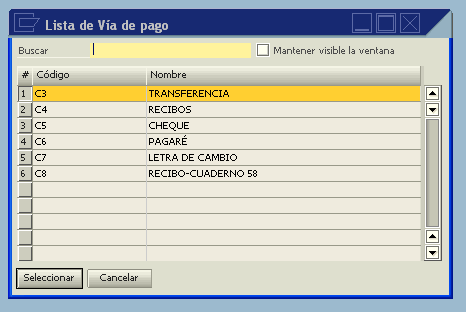 Lista de Vía de pago
Buscar Mantener visible la ventana
# Código Nombre
1 C3 TRANSFERENCIA
2 C4 RECIBOS
3 C5 CHEQUE
4 C6 PAGARÉ
5 C7 LETRA DE CAMBIO
6 C8 RECIBO-CUADERNO 58
Seleccionar Cancelar